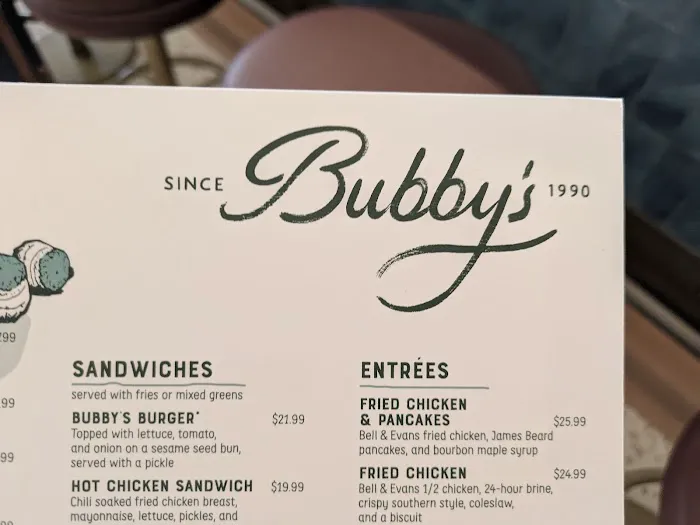 SINCE Bubby's 1990
SANDWICHES
served with fries or mixed greens
BUBBY'S BURGER* $21.99
Topped with lettuce, tomato,
and onion on a sesame seed bun,
served with a pickle
HOT CHICKEN SANDWICH $19.99
Chili soaked fried chicken breast,
mayonnaise, lettuce, pickles, and
ENTRÉES
FRIED CHICKEN
& PANCAKES $25.99
Bell & Evans fried chicken, James Beard
pancakes, and bourbon maple syrup
FRIED CHICKEN $24.99
Bell & Evans 1/2 chicken, 24-hour brine,
crispy southern style, coleslaw,
and a biscuit